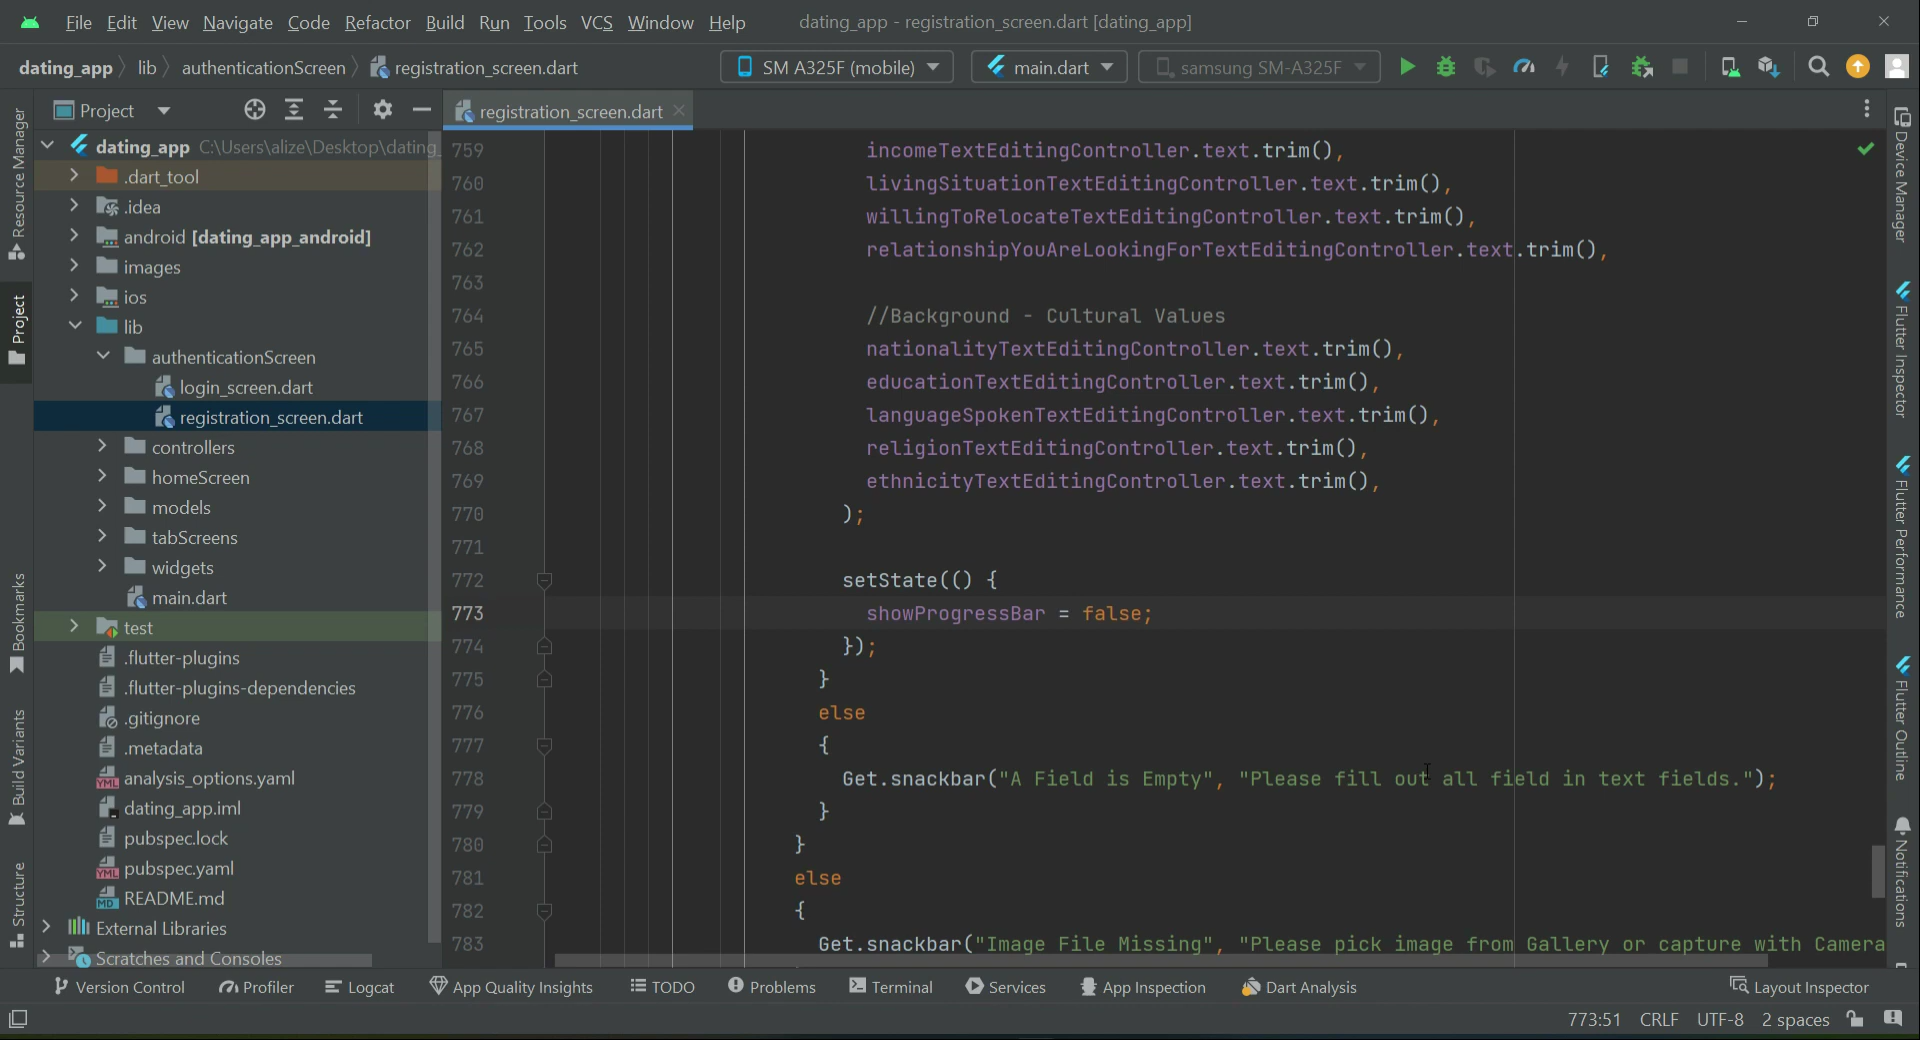 File Edit View Navigate Code Refactor Build Run Tools VCS Window Help dating_app - registration_screen.dart [dating_app]
dating_app lib authenticationScreen registration_screen.dart SM A325F (mobile) main.dart samsung SM-A325F
Project registration_screen.dart
Resource Manager
Project
Bookmarks
Build Variants
Structure
dating_app C:\Users\alize\Desktop\dating_
.dart_tool
.idea
android [dating_app_android]
images
ios
lib
authenticationScreen
login_screen.dart
registration_screen.dart
controllers
homeScreen
models
tabScreens
widgets
main.dart
test
.flutter-plugins
.flutter-plugins-dependencies
.gitignore
.metadata
analysis_options.yaml
dating_app.iml
pubspec.lock
pubspec.yaml
README.md
External Libraries
Scratches and Consoles
759 incomeTextEditingController.text.trim(),
760 livingSituationTextEditingController.text.trim(),
761 willingToRelocateTextEditingController.text.trim(),
762 relationshipYouAreLookingForTextEditingController.text.trim(),
763
764 //Background - Cultural Values
765 nationalityTextEditingController.text.trim(),
766 educationTextEditingController.text.trim(),
767 languageSpokenTextEditingController.text.trim(),
768 religionTextEditingController.text.trim(),
769 ethnicityTextEditingController.text.trim(),
770 );
771
772 setState(() {
773 showProgressBar = false;
774 });
775 }
776 else
777 {
778 Get.snackbar("A Field is Empty", "Please fill out all field in text fields.");
779 }
780 }
781 else
782 {
783 Get.snackbar("Image File Missing", "Please pick image from Gallery or capture with Camera
Device Manager
Flutter Inspector
Flutter Performance
Flutter Outline
Notifications
Version Control Profiler Logcat App Quality Insights TODO Problems Terminal Services App Inspection Dart Analysis Layout Inspector
773:51 CRLF UTF-8 2 spaces